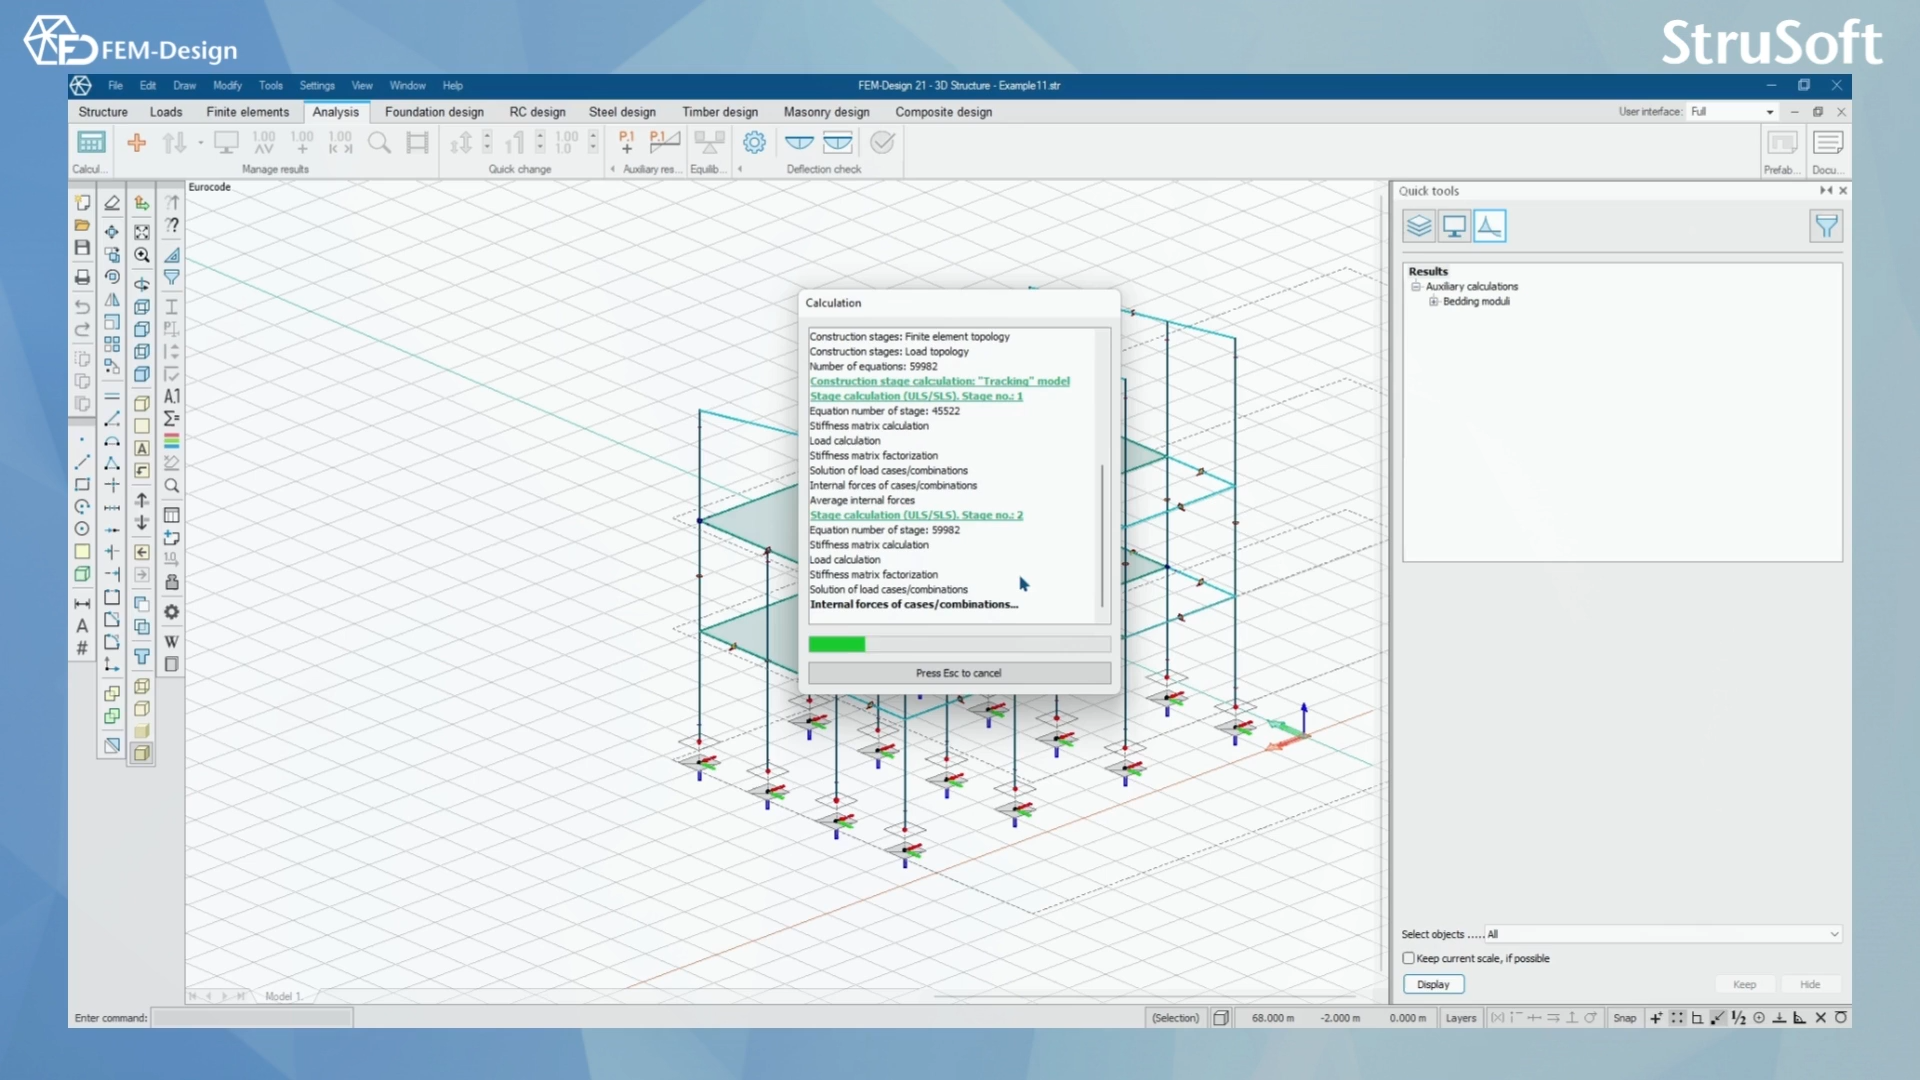 FEM-Design
StruSoft
File Edit Draw Modify Tools Settings View Window Help
FEM-Design 21 - 3D Structure - Example11.str
Structure Loads Finite elements Analysis Foundation design RC design Steel design Timber design Masonry design Composite design
User interface: Full
Calcul... Manage results Quick change Auxiliary res... Equilib... Deflection check Prefab... Docu...
Eurocode
Quick tools
Results
Auxiliary calculations
Bedding moduli
Calculation
Construction stages: Finite element topology
Construction stages: Load topology
Number of equations: 59982
Construction stage calculation: "Tracking" model
Stage calculation (ULS/SLS). Stage no.: 1
Equation number of stage: 45522
Stiffness matrix calculation
Load calculation
Stiffness matrix factorization
Solution of load cases/combinations
Internal forces of cases/combinations
Average internal forces
Stage calculation (ULS/SLS). Stage no.: 2
Equation number of stage: 59982
Stiffness matrix calculation
Load calculation
Stiffness matrix factorization
Solution of load cases/combinations
Internal forces of cases/combinations...
Press Esc to cancel
Select objects ..... All
Keep current scale, if possible
Display Keep Hide
Model 1.
Enter command:
(Selection) 68.000 m -2.000 m 0.000 m Layers Snap